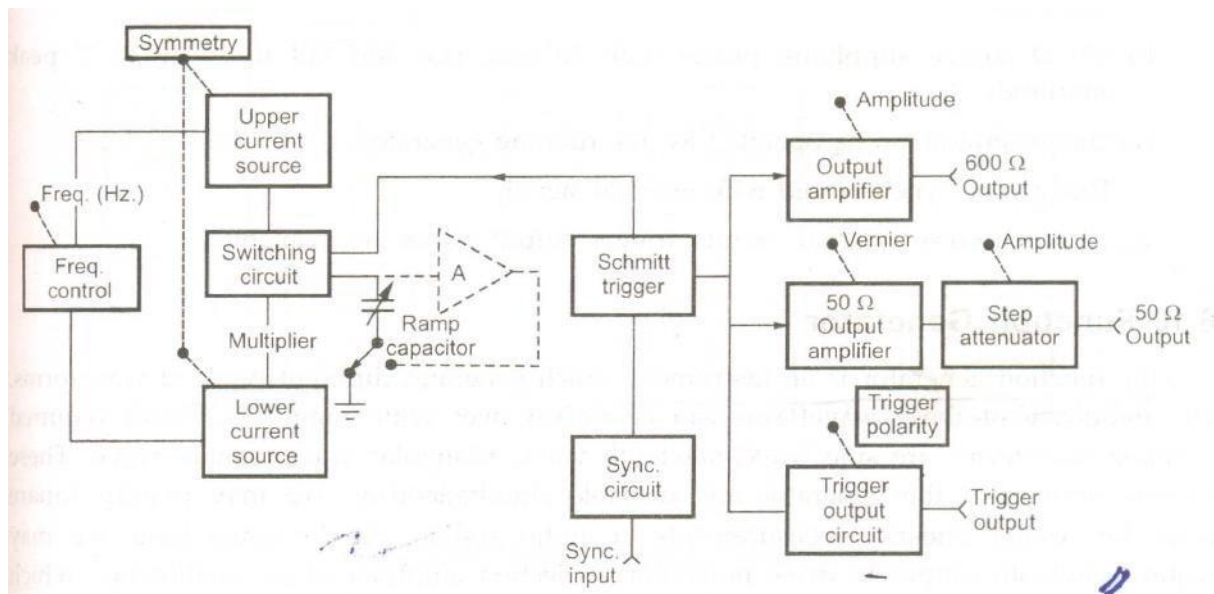 Symmetry
Upper
current
source
Freq. (Hz.)
Freq.
control
Switching
circuit
Multiplier
Lower
current
source
A
Ramp
capacitor
Schmitt
trigger
Sync.
circuit
Sync.
input
Amplitude
Output
amplifier
600 Ω
Output
Vernier
50 Ω
Output
amplifier
Amplitude
Step
attenuator
50 Ω
Output
Trigger
polarity
Trigger
output
circuit
Trigger
output